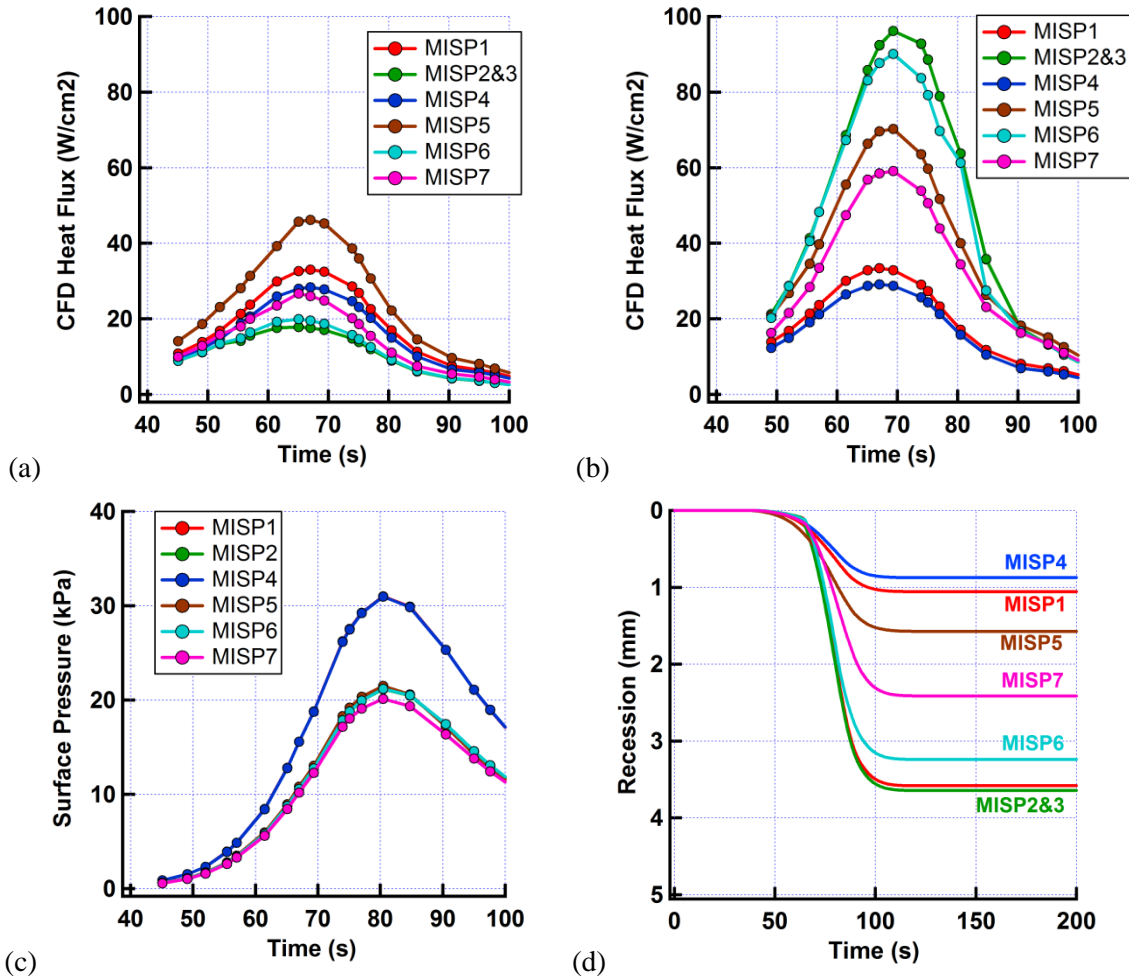 100
80
60
40
20
0
CFD Heat Flux (W/cm2)
MISP1
MISP2&3
MISP4
MISP5
MISP6
MISP7
40 50 60 70 80 90 100
Time (s)
(a)
100
80
60
40
20
0
CFD Heat Flux (W/cm2)
MISP1
MISP2&3
MISP4
MISP5
MISP6
MISP7
40 50 60 70 80 90 100
Time (s)
(b)
40
30
20
10
0
Surface Pressure (kPa)
MISP1
MISP2
MISP4
MISP5
MISP6
MISP7
40 50 60 70 80 90 100
Time (s)
(c)
0
1
2
3
4
5
Recession (mm)
MISP4
MISP1
MISP5
MISP7
MISP6
MISP2&3
0 50 100 150 200
Time (s)
(d)